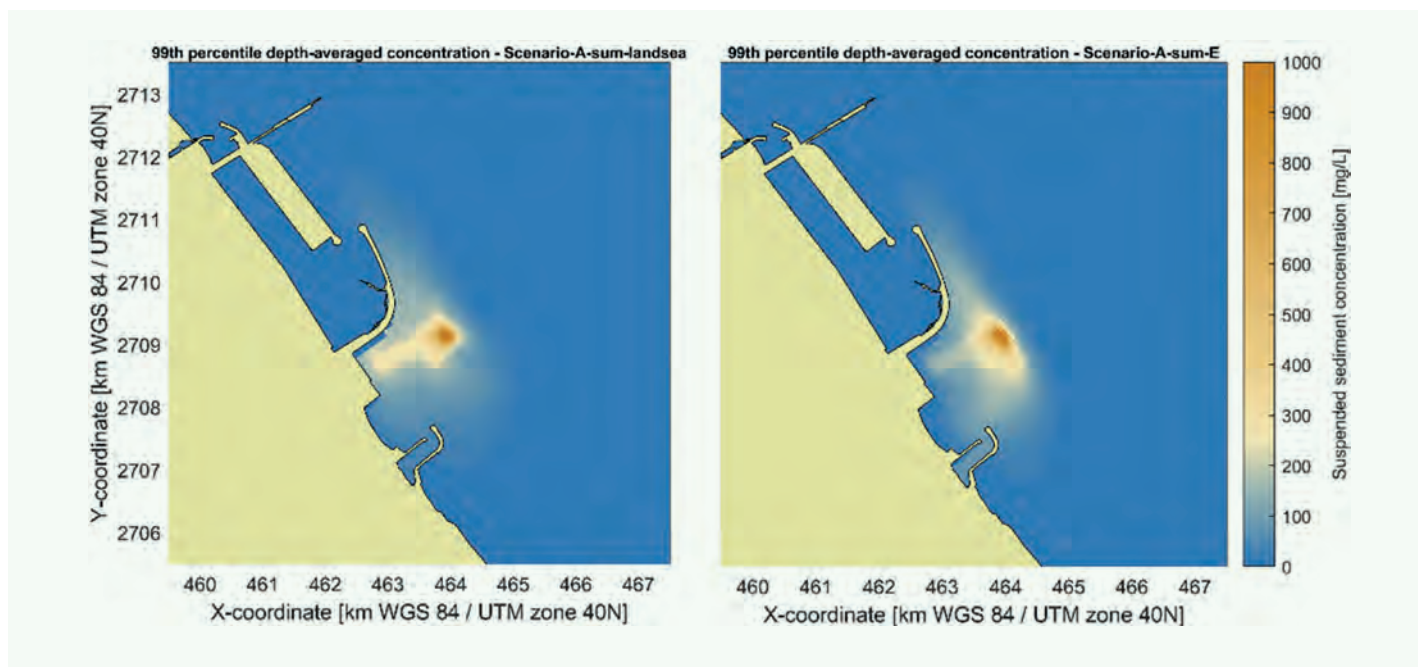 99th percentile depth-averaged concentration - Scenario-A-sum-landsea
2713
2712
2711
2710
2709
2708
2707
2706
Y-coordinate [km WGS 84 / UTM zone 40N]
460 461 462 463 464 465 466 467
X-coordinate [km WGS 84 / UTM zone 40N]
99th percentile depth-averaged concentration - Scenario-A-sum-E
460 461 462 463 464 465 466 467
X-coordinate [km WGS 84 / UTM zone 40N]
1000
900
800
700
600
500
400
300
200
100
0
Suspended sediment concentration [mg/L]